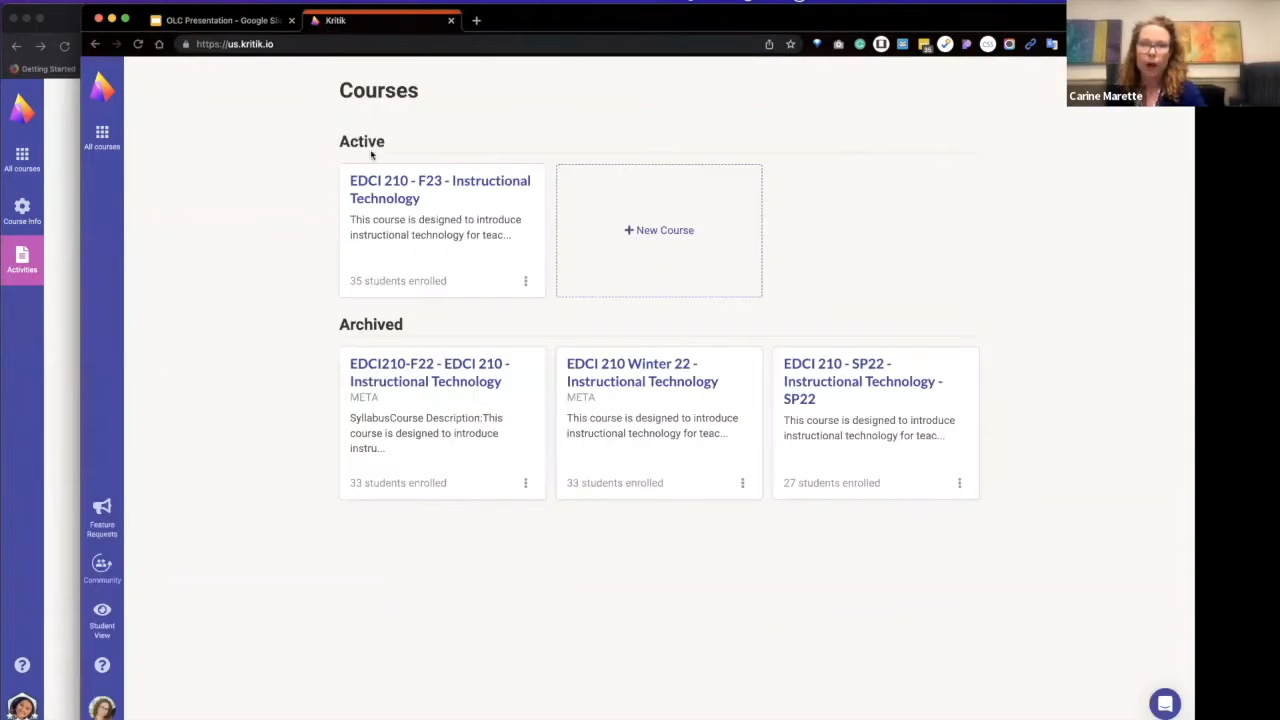 OLC Presentation - Google Sli
Kritik
https://us.kritik.io
CSS
35
Getting Started
Carine Marette
All courses
Course Info
Activities
All courses
Feature
Requests
Community
Student
View
Courses
Active
EDCI 210 - F23 - Instructional
Technology
This course is designed to introduce
instructional technology for teac...
35 students enrolled
+ New Course
Archived
EDCI210-F22 - EDCI 210 -
Instructional Technology
META
SyllabusCourse Description:This
course is designed to introduce
instru...
33 students enrolled
EDCI 210 Winter 22 -
Instructional Technology
META
This course is designed to introduce
instructional technology for teac...
33 students enrolled
EDCI 210 - SP22 -
Instructional Technology -
SP22
This course is designed to introduce
instructional technology for teac...
27 students enrolled